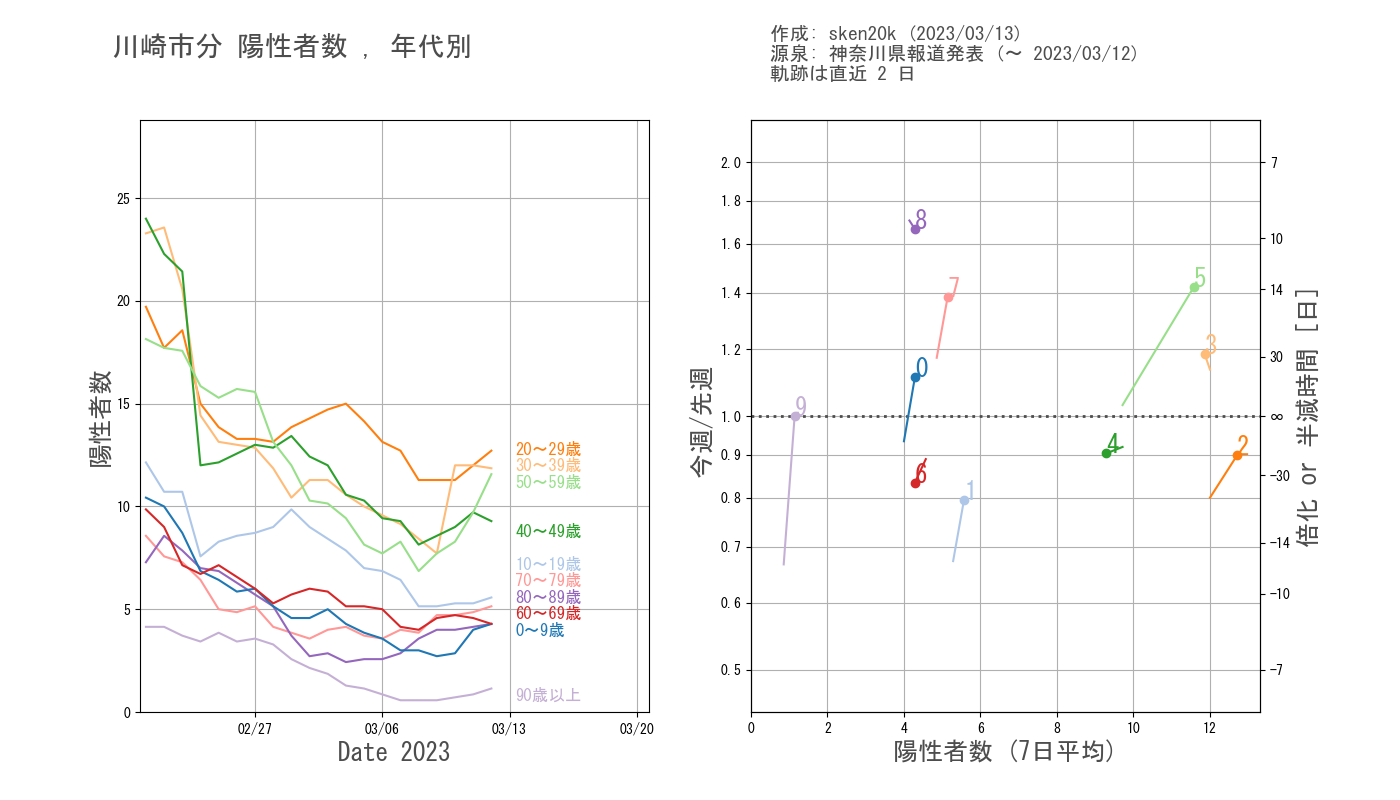 川崎市分 陽性者数 , 年代別
作成: sken20k (2023/03/13)
源泉: 神奈川県報道発表 (〜 2023/03/12)
軌跡は直近 2 日
陽性者数
25
20
15
10
5
0
02/27
03/06
03/13
03/20
Date 2023
20〜29歳
30〜39歳
50〜59歳
40〜49歳
10〜19歳
70〜79歳
80〜89歳
60〜69歳
0〜9歳
90歳以上
今週/先週
2.0
1.8
1.6
1.4
1.2
1.0
0.9
0.8
0.7
0.6
0.5
0
2
4
6
8
10
12
陽性者数 (7日平均)
8
7
5
3
0
9
4
2
6
1
7
10
14
30
∞
−30
−14
−10
−7
倍化 or 半減時間 [日]